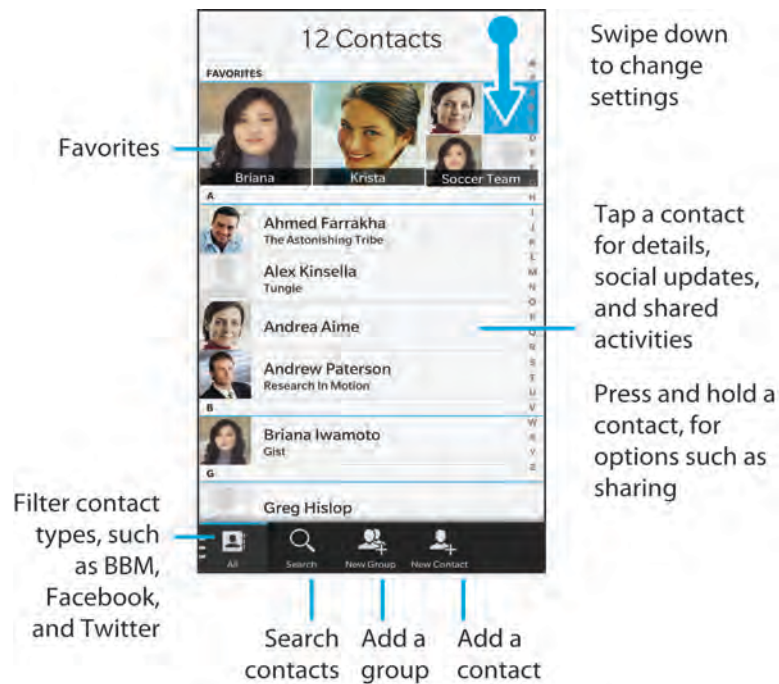 12 Contacts
FAVORITES
Briana
Krista
Soccer Team
A
Ahmed Farrakha
The Astonishing Tribe
Alex Kinsella
Tungle
Andrea Aime
Andrew Paterson
Research In Motion
B
Briana Iwamoto
Gist
G
Greg Hislop
All
Search
New Group
New Contact
H
I
J
K
L
M
N
O
P
Q
R
S
T
U
V
W
Swipe down
to change
settings
Favorites
Tap a contact
for details,
social updates,
and shared
activities
Press and hold a
contact, for
options such as
sharing
Filter contact
types, such
as BBM,
Facebook,
and Twitter
Search
contacts
Add a
group
Add a
contact